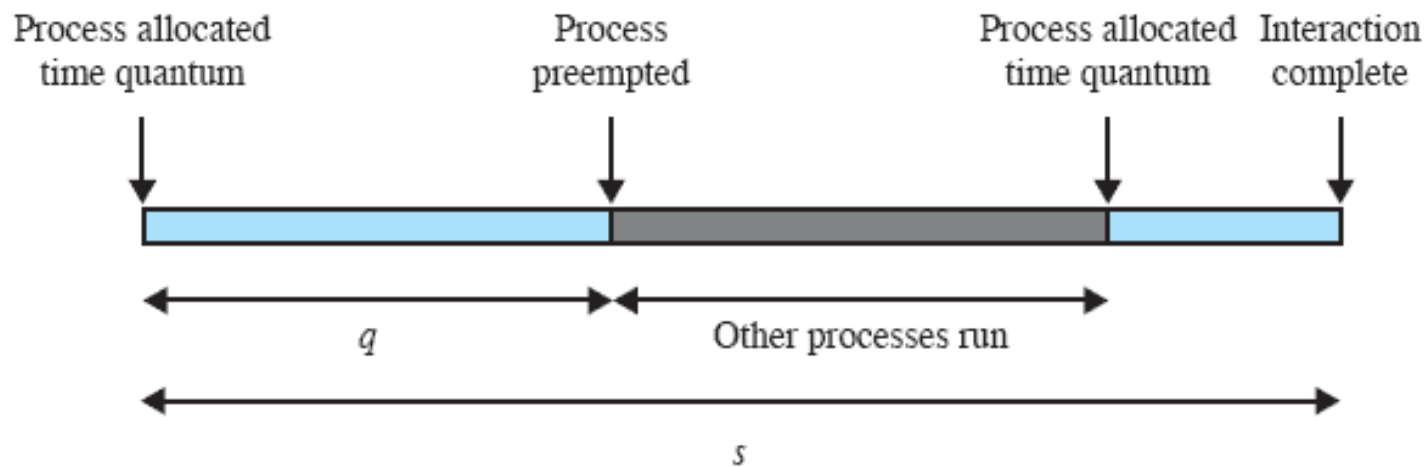 Process allocated
time quantum
Process
preempted
Process allocated
time quantum
Interaction
complete
q
Other processes run
s